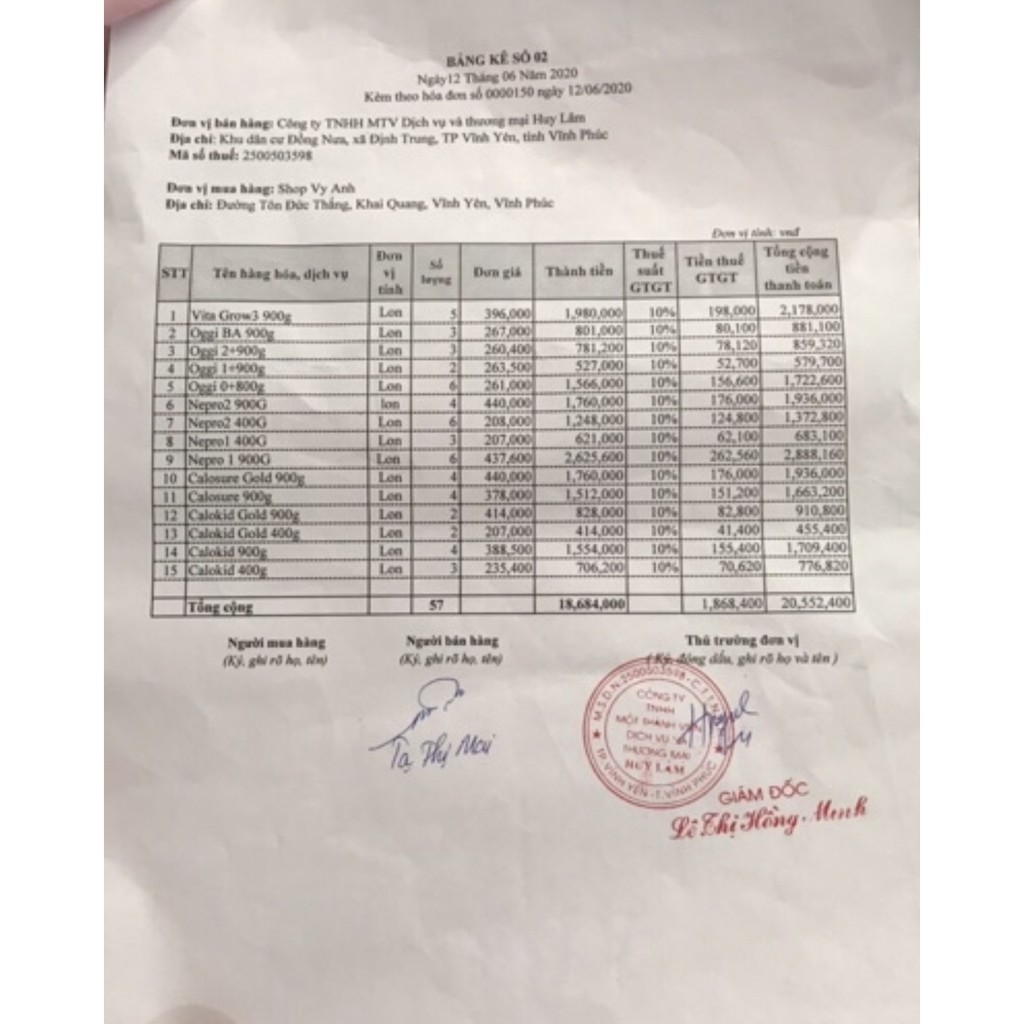 BẢNG KÊ SỐ 02
Ngày12 Tháng 06 Năm 2020
Kèm theo hóa đơn số 0000150 ngày 12/06/2020
Đơn vị bán hàng: Công ty TNHH MTV Dịch vụ và thương mại Huy Lâm
Địa chỉ: Khu dân cư Đồng Nưa, xã Định Trung, TP Vĩnh Yên, tỉnh Vĩnh Phúc
Mã số thuế: 2500503598
Đơn vị mua hàng: Shop Vy Anh
Địa chỉ: Đường Tôn Đức Thắng, Khai Quang, Vĩnh Yên, Vĩnh Phúc
Đơn vị tính: vnđ
STT Tên hàng hóa, dịch vụ Đơn vị tính Số lượng Đơn giá Thành tiền Thuế suất GTGT Tiền thuế GTGT Tổng cộng tiền thanh toán
1 Vita Grow3 900g Lon 5 396,000 1,980,000 10% 198,000 2,178,000
2 Oggi BA 900g Lon 3 267,000 801,000 10% 80,100 881,100
3 Oggi 2+900g Lon 3 260,400 781,200 10% 78,120 859,320
4 Oggi 1+900g Lon 2 263,500 527,000 10% 52,700 579,700
5 Oggi 0+800g Lon 6 261,000 1,566,000 10% 156,600 1,722,600
6 Nepro2 900G lon 4 440,000 1,760,000 10% 176,000 1,936,000
7 Nepro2 400G Lon 6 208,000 1,248,000 10% 124,800 1,372,800
8 Nepro1 400G Lon 3 207,000 621,000 10% 62,100 683,100
9 Nepro 1 900G Lon 6 437,600 2,625,600 10% 262,560 2,888,160
10 Calosure Gold 900g Lon 4 440,000 1,760,000 10% 176,000 1,936,000
11 Calosure 900g Lon 4 378,000 1,512,000 10% 151,200 1,663,200
12 Calokid Gold 900g Lon 2 414,000 828,000 10% 82,800 910,800
13 Calokid Gold 400g Lon 2 207,000 414,000 10% 41,400 455,400
14 Calokid 900g Lon 4 388,500 1,554,000 10% 155,400 1,709,400
15 Calokid 400g Lon 3 235,400 706,200 10% 70,620 776,820
Tổng cộng 57 18,684,000 1,868,400 20,552,400
Người mua hàng Người bán hàng Thủ trưởng đơn vị
(Ký, ghi rõ họ, tên) (Ký, ghi rõ họ, tên) (Ký, đóng dấu, ghi rõ họ và tên )
Tạ Thị Mai
M.S.D.N:2500503598-C.T.T.N
CÔNG TY
TNHH
MỘT THÀNH VIÊN
DỊCH VỤ VÀ
THƯƠNG MẠI
HUY LÂM
TP VĨNH YÊN - T. VĨNH PHÚC
GIÁM ĐỐC
Lê Thị Hồng Minh